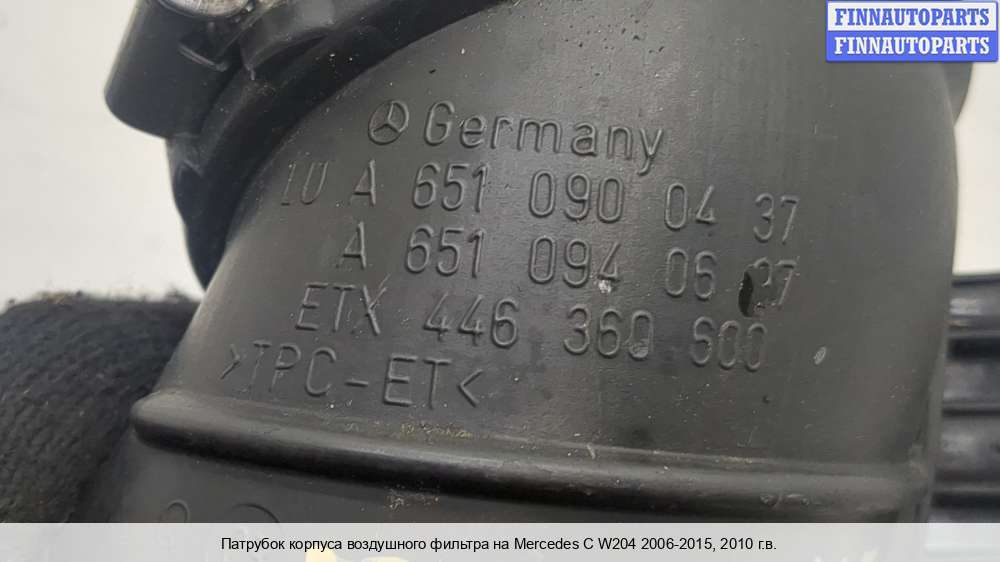 FINNAUTOPARTS
FINNAUTOPARTS
Germany
1U A 651 090 04 37
A 651 094 06
ETX 446 360 600
>TPC-ET<
Патрубок корпуса воздушного фильтра на Mercedes C W204 2006-2015, 2010 г.в.